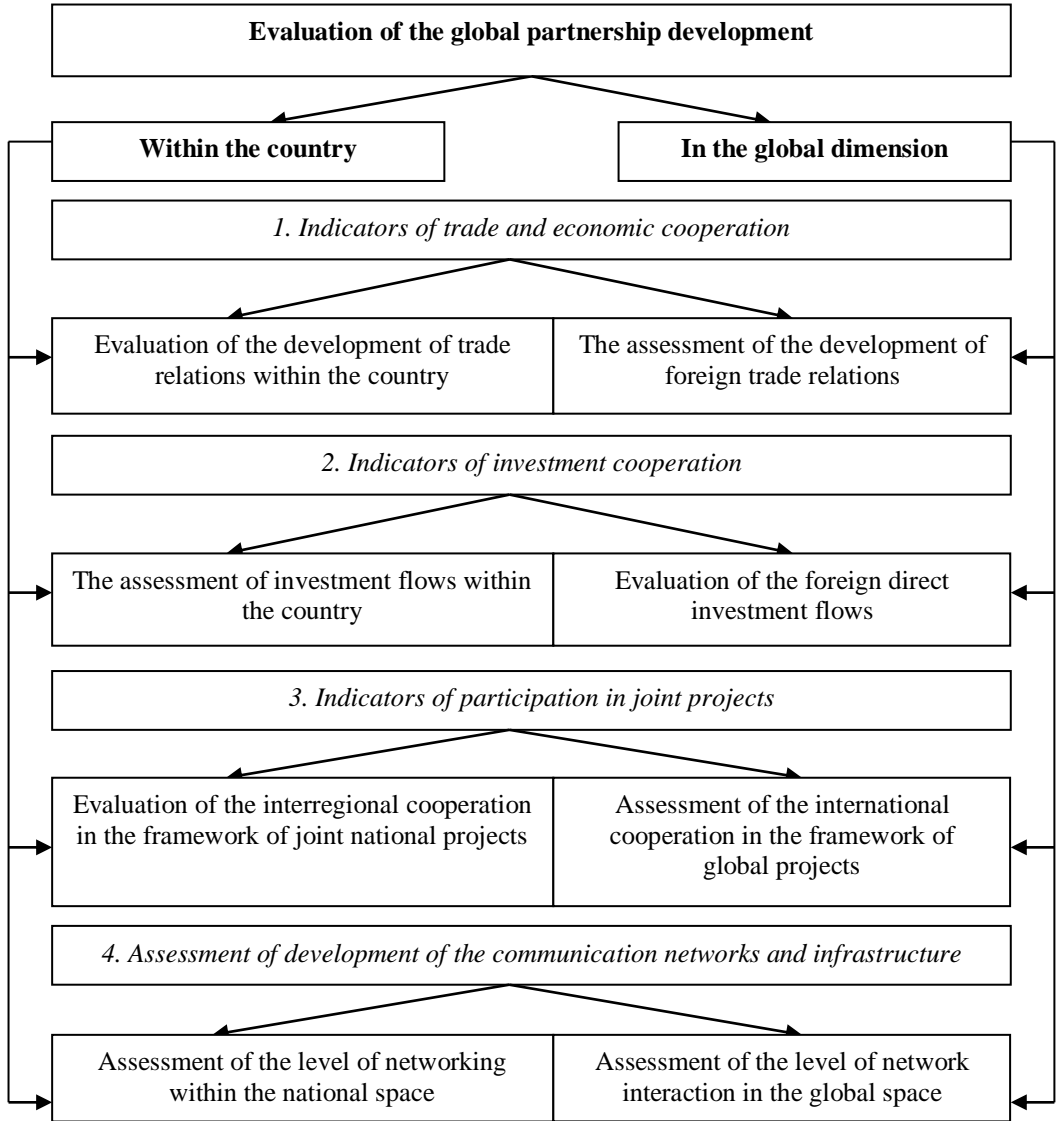 Evaluation of the global partnership development
Within the country
In the global dimension
1. Indicators of trade and economic cooperation
Evaluation of the development of trade
relations within the country
The assessment of the development of
foreign trade relations
2. Indicators of investment cooperation
The assessment of investment flows within
the country
Evaluation of the foreign direct
investment flows
3. Indicators of participation in joint projects
Evaluation of the interregional cooperation
in the framework of joint national projects
Assessment of the international
cooperation in the framework of
global projects
4. Assessment of development of the communication networks and infrastructure
Assessment of the level of networking
within the national space
Assessment of the level of network
interaction in the global space